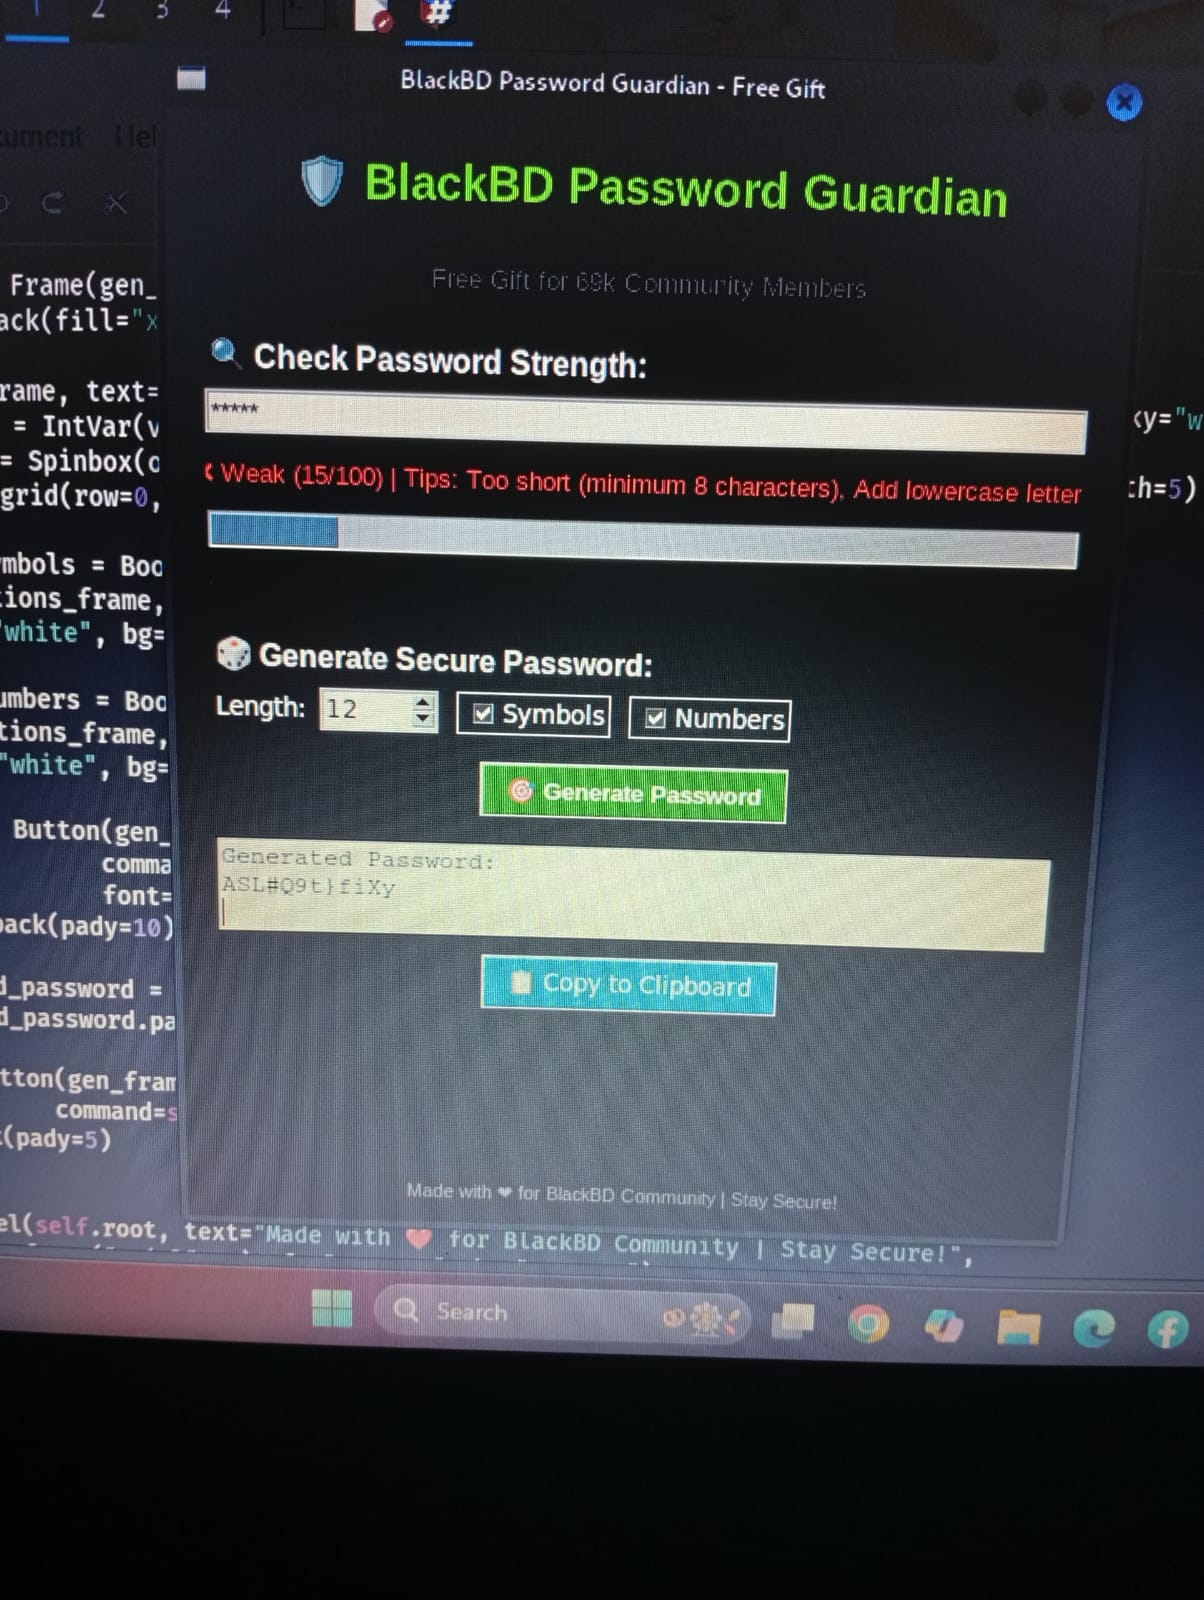 1 2 3 4
#
BlackBD Password Guardian - Free Gift
BlackBD Password Guardian
Free Gift for 69k Community Members
Check Password Strength:
*****
Weak (15/100) | Tips: Too short (minimum 8 characters), Add lowercase letter
Generate Secure Password:
Length: 12 Symbols Numbers
Generate Password
Generated Password:
ASL#Q9t}fiXy
Copy to Clipboard
Made with ❤ for BlackBD Community | Stay Secure!
Frame(gen_
ack(fill="x
rame, text=
= IntVar(v
= Spinbox(o
grid(row=0,
mbols = Boo
ions_frame,
"white", bg=
umbers = Boo
tions_frame,
"white", bg=
Button(gen_
comma
font=
pack(pady=10)
d_password =
d_password.pa
tton(gen_fram
command=s
(pady=5)
el(self.root, text="Made with ❤ for BlackBD Community | Stay Secure!",
ky="w
th=5)
Search